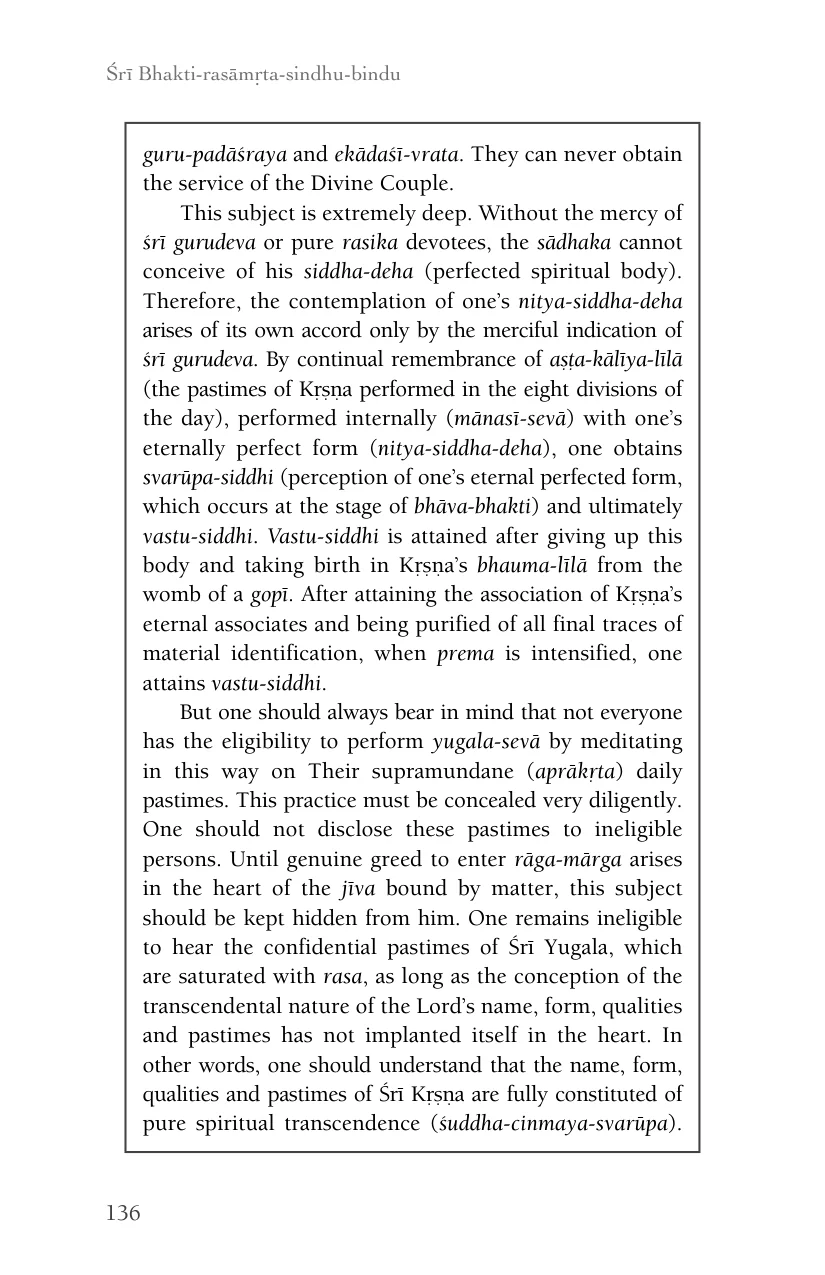 Śrī Bhakti-rasāmṛta-sindhu-bindu
guru-padāśraya and ekādaśī-vrata. They can never obtain
the service of the Divine Couple.
This subject is extremely deep. Without the mercy of
śrī gurudeva or pure rasika devotees, the sādhaka cannot
conceive of his siddha-deha (perfected spiritual body).
Therefore, the contemplation of one’s nitya-siddha-deha
arises of its own accord only by the merciful indication of
śrī gurudeva. By continual remembrance of aṣṭa-kālīya-līlā
(the pastimes of Kṛṣṇa performed in the eight divisions of
the day), performed internally (mānasī-sevā) with one’s
eternally perfect form (nitya-siddha-deha), one obtains
svarūpa-siddhi (perception of one’s eternal perfected form,
which occurs at the stage of bhāva-bhakti) and ultimately
vastu-siddhi. Vastu-siddhi is attained after giving up this
body and taking birth in Kṛṣṇa’s bhauma-līlā from the
womb of a gopī. After attaining the association of Kṛṣṇa’s
eternal associates and being purified of all final traces of
material identification, when prema is intensified, one
attains vastu-siddhi.
But one should always bear in mind that not everyone
has the eligibility to perform yugala-sevā by meditating
in this way on Their supramundane (aprākṛta) daily
pastimes. This practice must be concealed very diligently.
One should not disclose these pastimes to ineligible
persons. Until genuine greed to enter rāga-mārga arises
in the heart of the jīva bound by matter, this subject
should be kept hidden from him. One remains ineligible
to hear the confidential pastimes of Śrī Yugala, which
are saturated with rasa, as long as the conception of the
transcendental nature of the Lord’s name, form, qualities
and pastimes has not implanted itself in the heart. In
other words, one should understand that the name, form,
qualities and pastimes of Śrī Kṛṣṇa are fully constituted of
pure spiritual transcendence (śuddha-cinmaya-svarūpa).
136